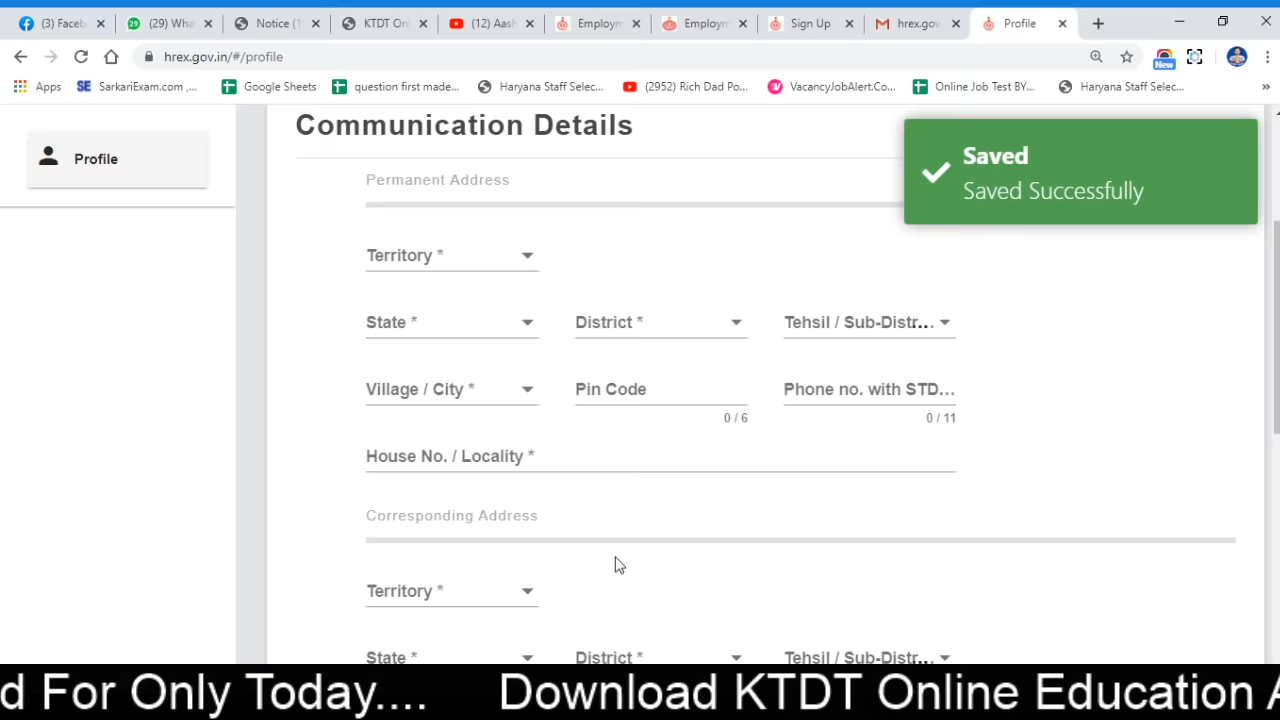 (3) Faceb
(29) Wha
Notice (1
KTDT On
(12) Aash
Employm
Employm
Sign Up
hrex.gov
Profile
hrex.gov.in/#/profile
New
Apps
SarkariExam.com ,...
Google Sheets
question first made...
Haryana Staff Selec...
(2952) Rich Dad Po...
VacancyJobAlert.Co...
Online Job Test BY...
Haryana Staff Selec...
»
Profile
Communication Details
Saved
Saved Successfully
Permanent Address
Territory *
State *
District *
Tehsil / Sub-Distr...
Village / City *
Pin Code
Phone no. with STD...
0 / 6
0 / 11
House No. / Locality *
Corresponding Address
Territory *
State *
District *
Tehsil / Sub-Distr...
d For Only Today.... Download KTDT Online Education A